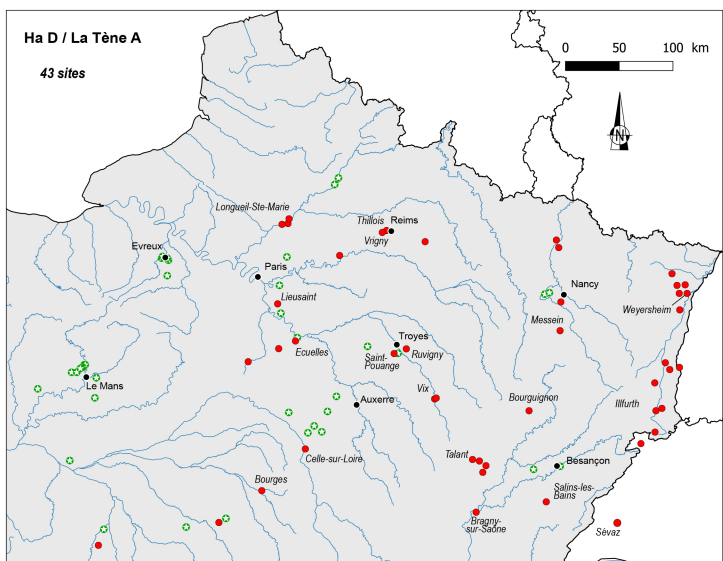 Ha D / La Tène A
0 50 100 km
43 sites
N
Longueil-Ste-Marie
Thillois
Reims
Vrigny
Evreux
Paris
Nancy
Lieusaint
Weyersheim
Messein
Troyes
Ecuelles
Saint-
Pouange
Ruvigny
Le Mans
Vix
Bourguignon
Auxerre
Illfurth
Celle-sur-Loire
Talant
Besançon
Bourges
Salins-les-
Bains
Bragny-
sur-Saône
Sévaz